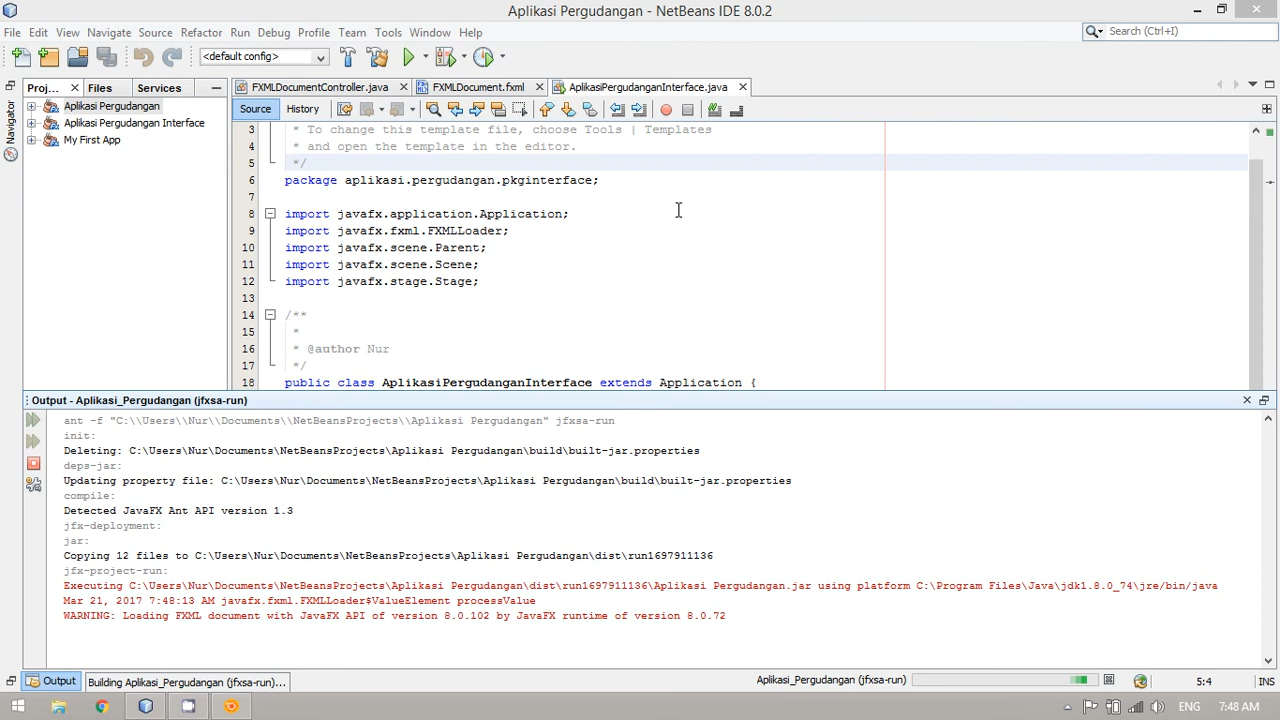 Aplikasi Pergudangan - NetBeans IDE 8.0.2
File Edit View Navigate Source Refactor Run Debug Profile Team Tools Window Help
Search (Ctrl+I)
<default config>
Proj... Files Services
FXMLDocumentController.java FXMLDocument.fxml AplikasiPergudanganInterface.java
Navigator
Aplikasi Pergudangan
Aplikasi Pergudangan Interface
My First App
Source History
3 * To change this template file, choose Tools | Templates
4 * and open the template in the editor.
5 */
6 package aplikasi.pergudangan.pkginterface;
7
8 import javafx.application.Application;
9 import javafx.fxml.FXMLLoader;
10 import javafx.scene.Parent;
11 import javafx.scene.Scene;
12 import javafx.stage.Stage;
13
14 /**
15 *
16 * @author Nur
17 */
18 public class AplikasiPergudanganInterface extends Application {
Output - Aplikasi_Pergudangan (jfxsa-run)
ant -f "C:\\Users\\Nur\\Documents\\NetBeansProjects\\Aplikasi Pergudangan" jfxsa-run
init:
Deleting: C:\Users\Nur\Documents\NetBeansProjects\Aplikasi Pergudangan\build\built-jar.properties
deps-jar:
Updating property file: C:\Users\Nur\Documents\NetBeansProjects\Aplikasi Pergudangan\build\built-jar.properties
compile:
Detected JavaFX Ant API version 1.3
jfx-deployment:
jar:
Copying 12 files to C:\Users\Nur\Documents\NetBeansProjects\Aplikasi Pergudangan\dist\run1697911136
jfx-project-run:
Executing C:\Users\Nur\Documents\NetBeansProjects\Aplikasi Pergudangan\dist\run1697911136\Aplikasi Pergudangan.jar using platform C:\Program Files\Java\jdk1.8.0_74\jre/bin/java
Mar 21, 2017 7:48:13 AM javafx.fxml.FXMLLoader$ValueElement processValue
WARNING: Loading FXML document with JavaFX API of version 8.0.102 by JavaFX runtime of version 8.0.72
Output
Building Aplikasi_Pergudangan (jfxsa-run)...
Aplikasi_Pergudangan (jfxsa-run)
5:4
INS
ENG
7:48 AM